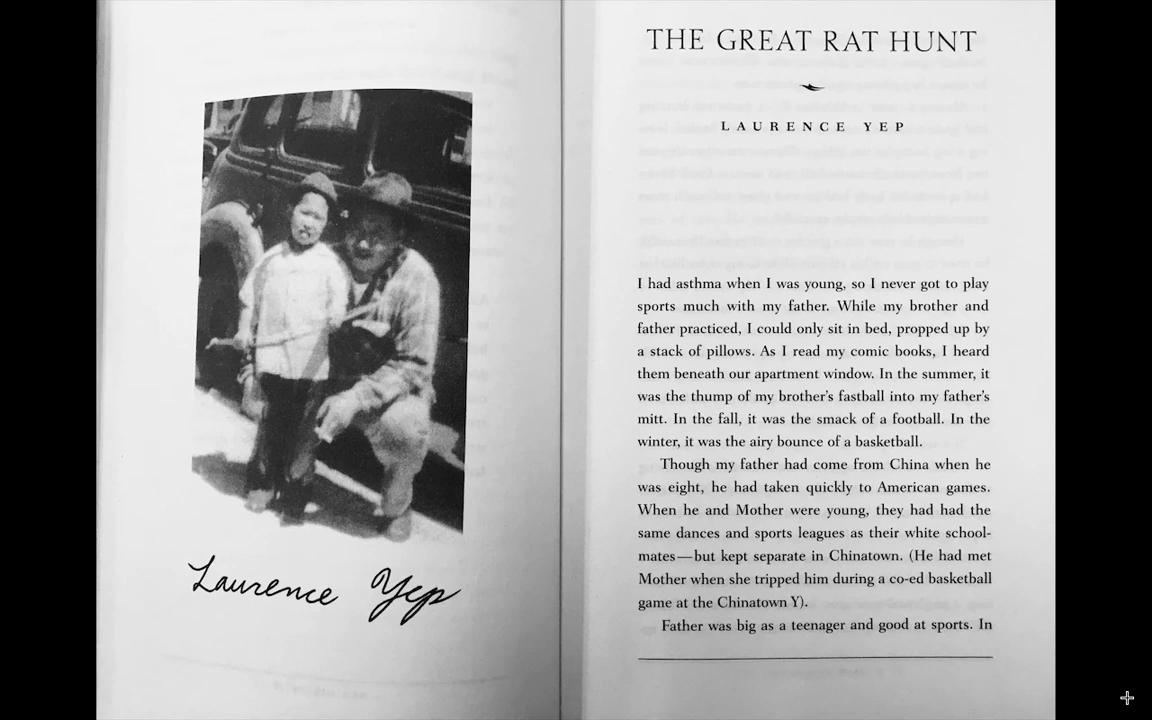 Laurence Yep
THE GREAT RAT HUNT
LAURENCE YEP
I had asthma when I was young, so I never got to play
sports much with my father. While my brother and
father practiced, I could only sit in bed, propped up by
a stack of pillows. As I read my comic books, I heard
them beneath our apartment window. In the summer, it
was the thump of my brother's fastball into my father's
mitt. In the fall, it was the smack of a football. In the
winter, it was the airy bounce of a basketball.
Though my father had come from China when he
was eight, he had taken quickly to American games.
When he and Mother were young, they had had the
same dances and sports leagues as their white school-
mates—but kept separate in Chinatown. (He had met
Mother when she tripped him during a co-ed basketball
game at the Chinatown Y).
Father was big as a teenager and good at sports. In